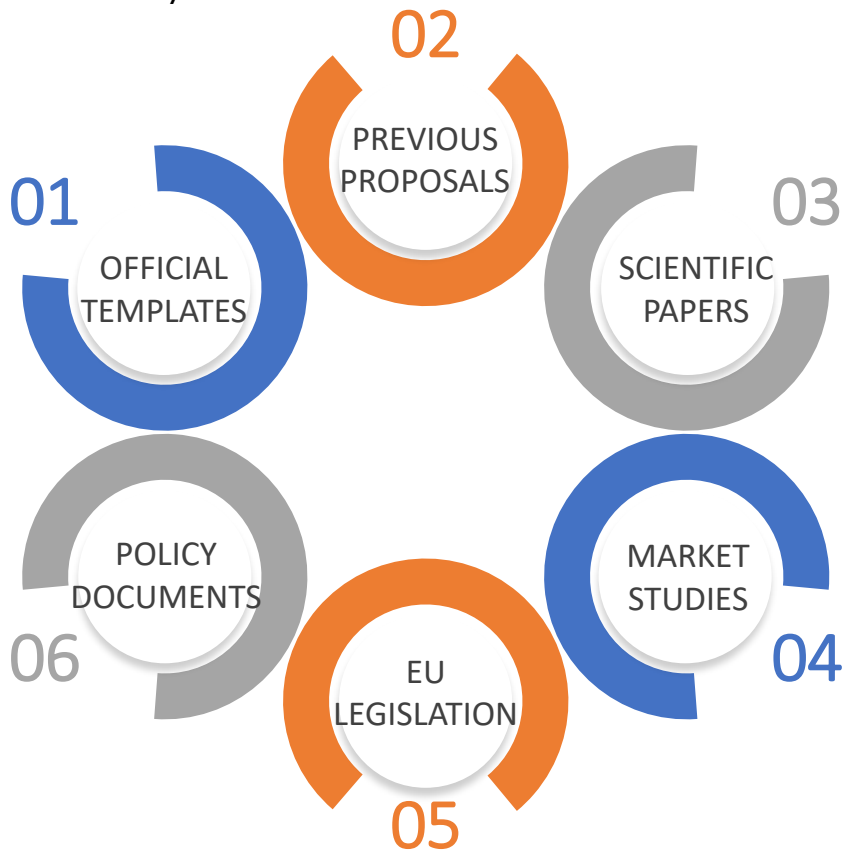 01
OFFICIAL
TEMPLATES
02
PREVIOUS
PROPOSALS
03
SCIENTIFIC
PAPERS
04
MARKET
STUDIES
05
EU
LEGISLATION
06
POLICY
DOCUMENTS